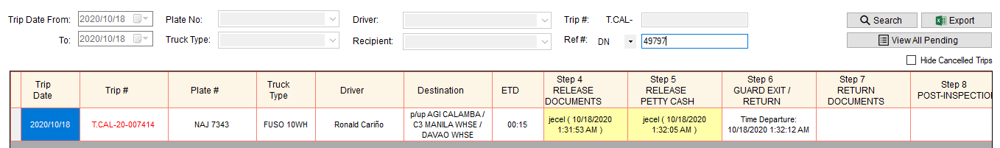 Trip Date From: 2020/10/18 Plate No: Driver: Trip #: T.CAL- Search Export
To: 2020/10/18 Truck Type: Recipient: Ref #: DN 49797 View All Pending
Hide Cancelled Trips
Trip Date Trip # Plate # Truck Type Driver Destination ETD Step 4 RELEASE DOCUMENTS Step 5 RELEASE PETTY CASH Step 6 GUARD EXIT / RETURN Step 7 RETURN DOCUMENTS Step 8 POST-INSPECTIO
2020/10/18 T.CAL-20-007414 NAJ 7343 FUSO 10WH Ronald Cariño p/up AGI CALAMBA / C3 MANILA WHSE / DAVAO WHSE 00:15 jecel ( 10/18/2020 1:31:53 AM ) jecel ( 10/18/2020 1:32:05 AM ) Time Departure: 10/18/2020 1:32:12 AM